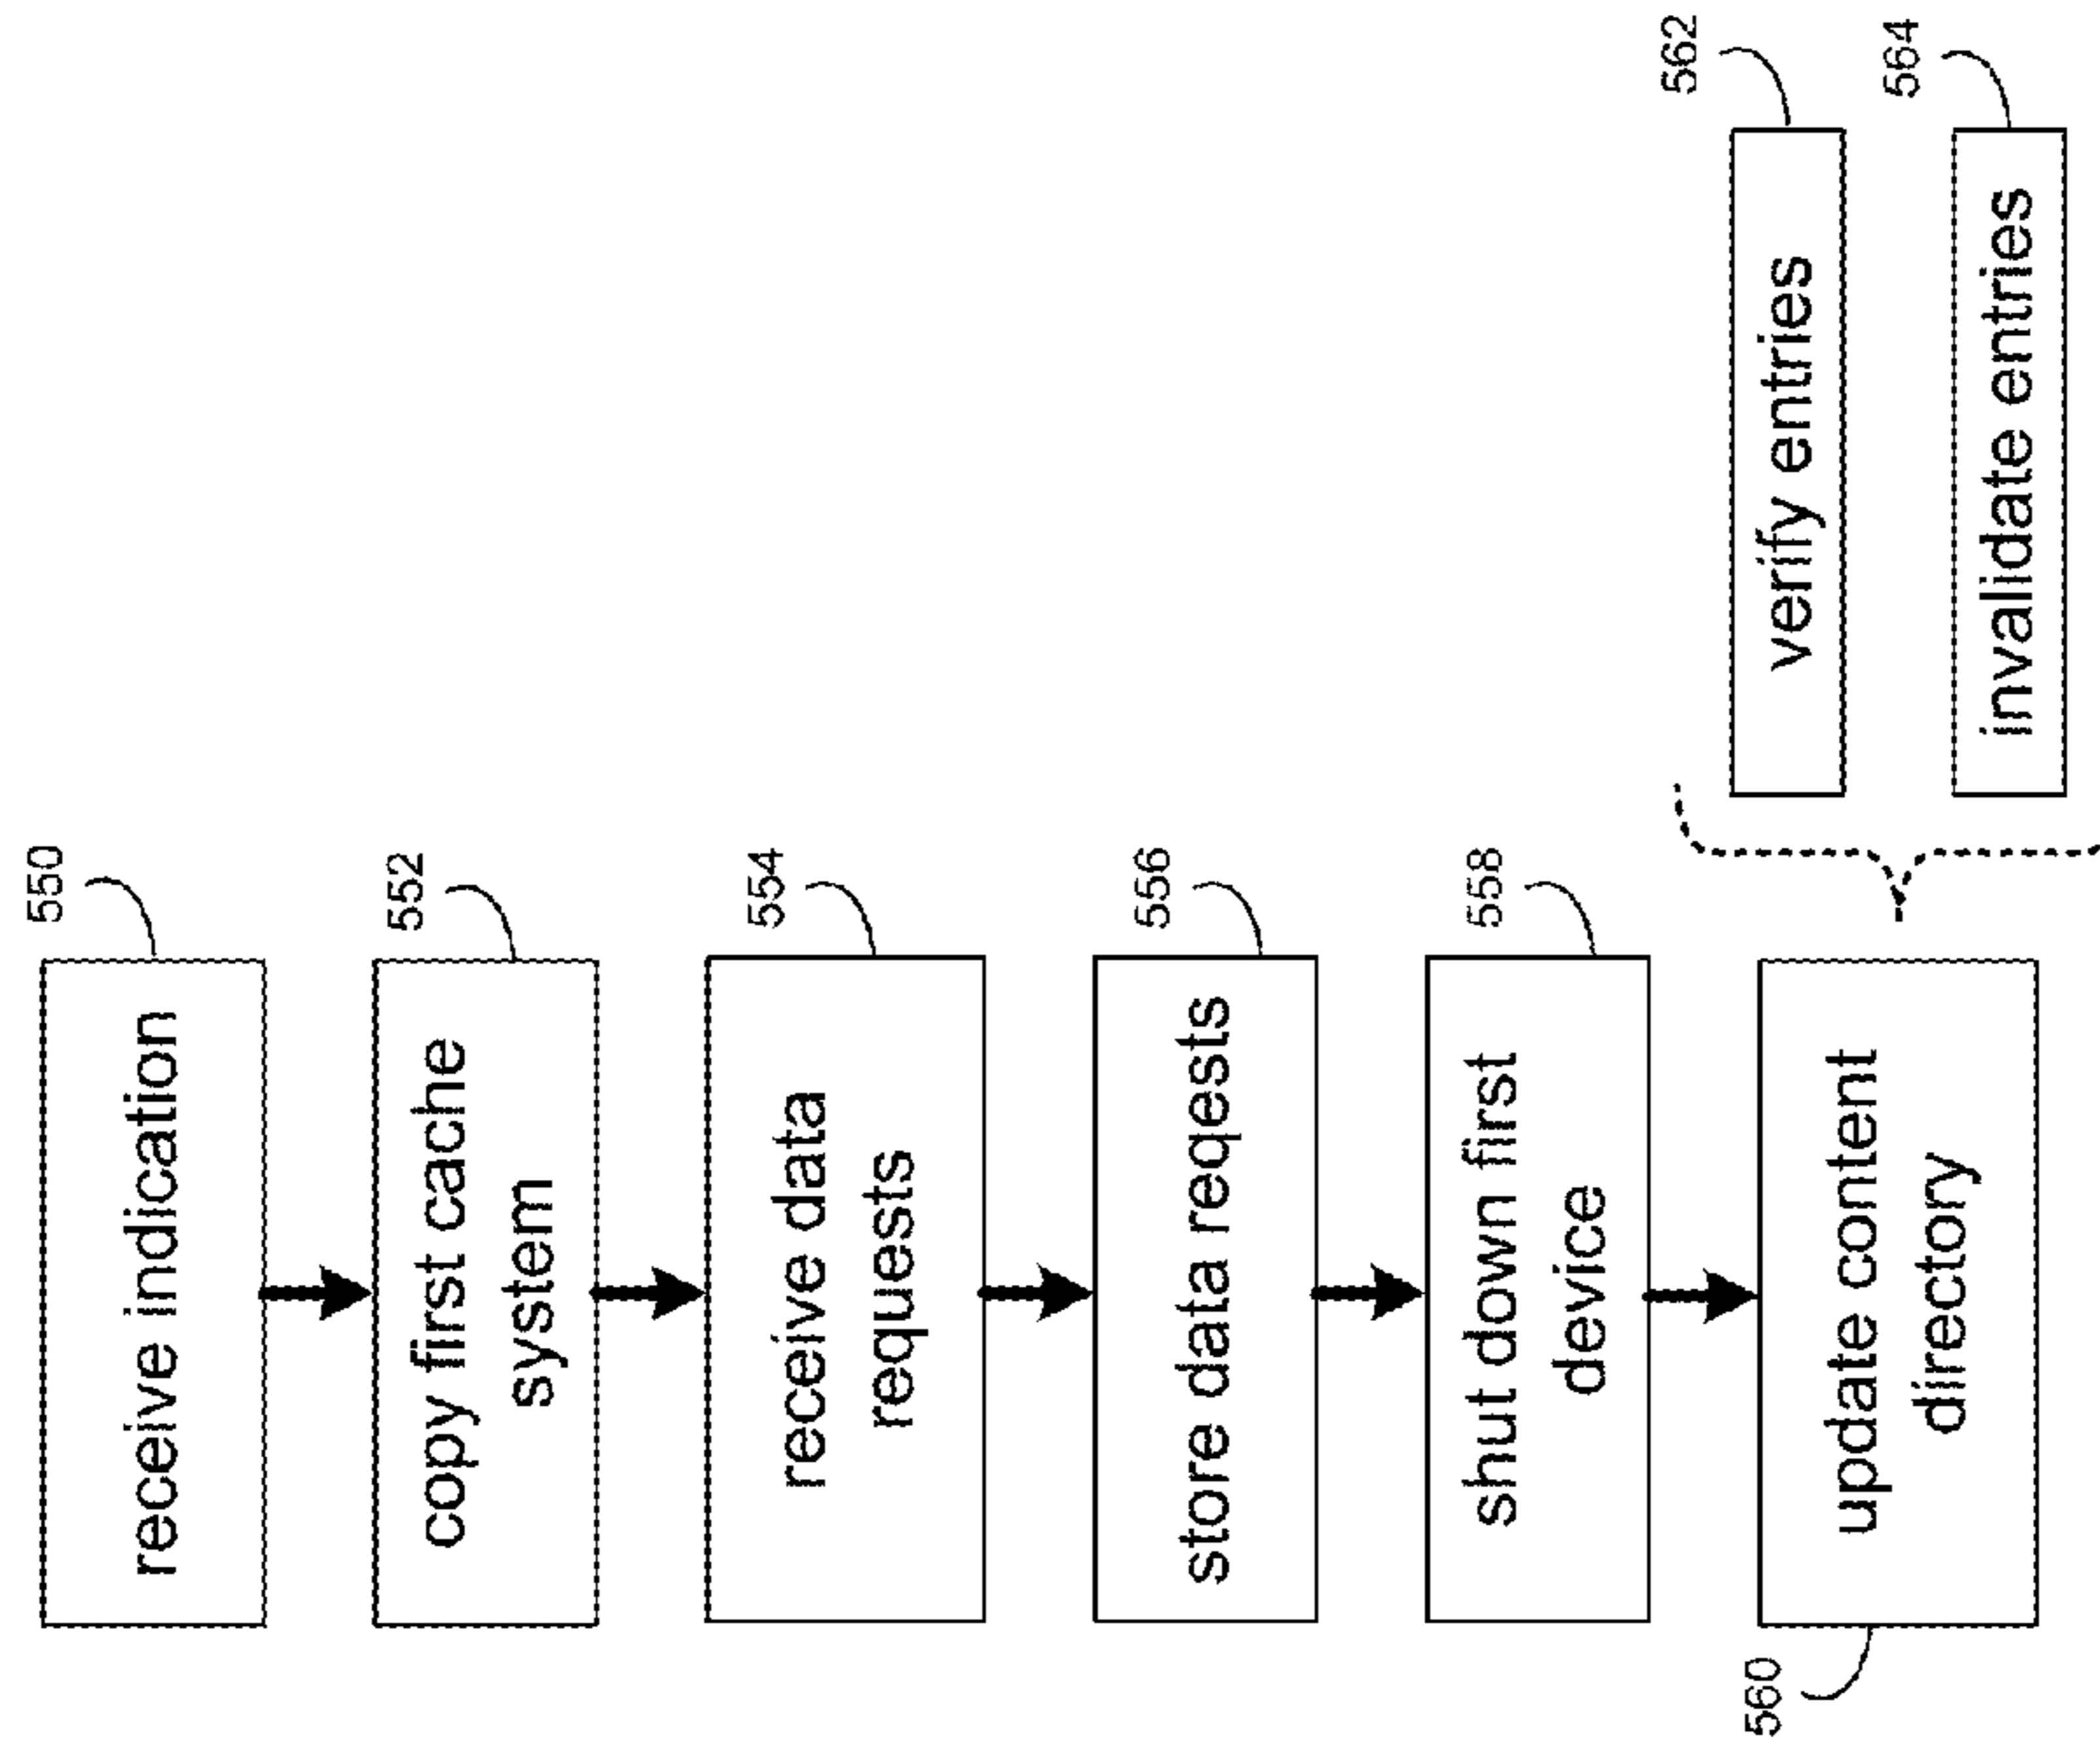 550
receive indication
552
copy first cache
system
554
receive data
requests
556
store data reqests
558
shut down first
device
560
update content
directory
562
verify entries
564
invalidate entries